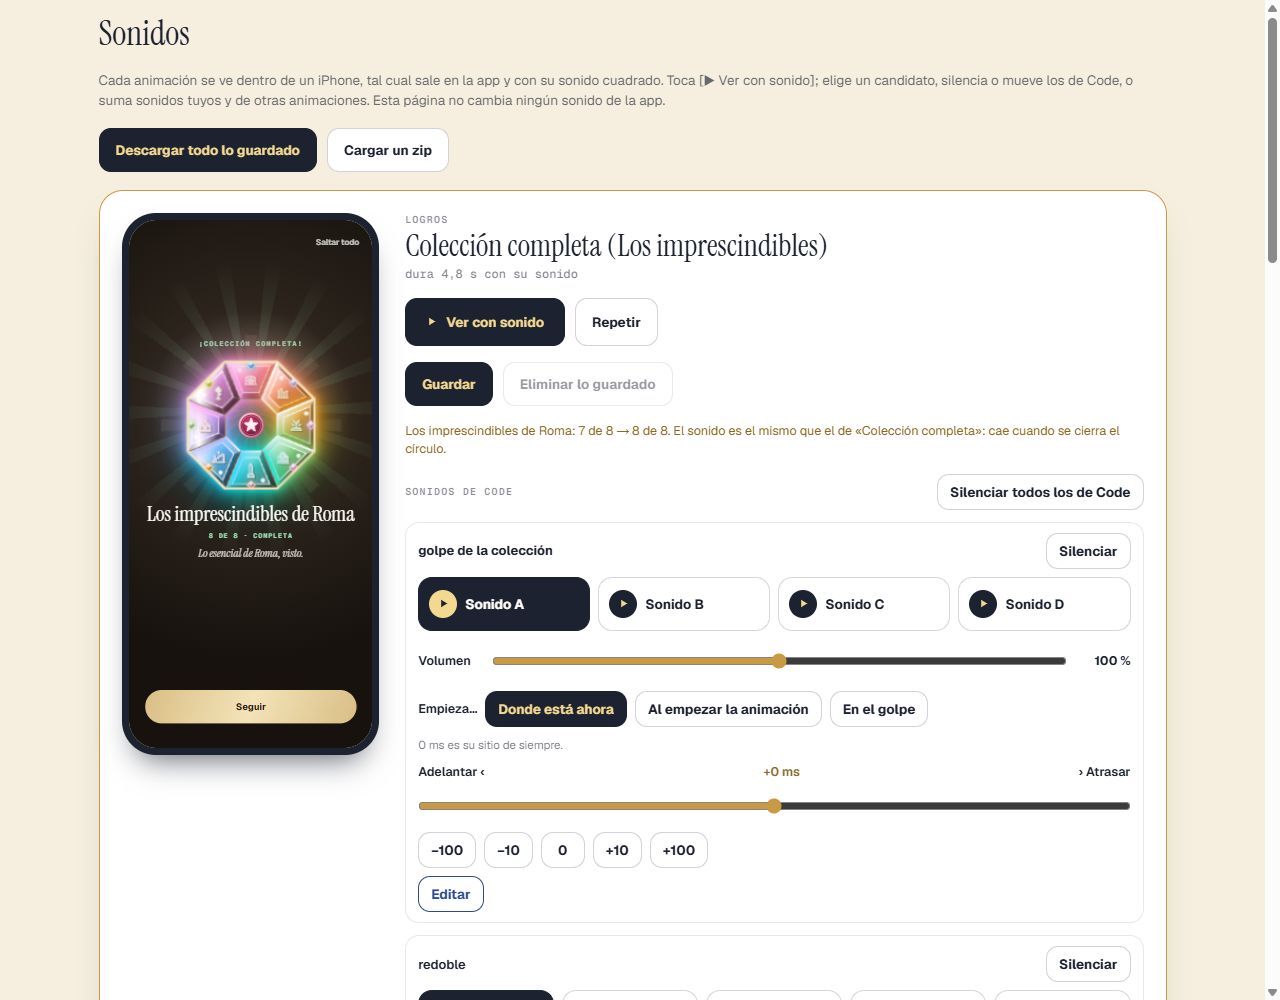 Sonidos
Cada animación se ve dentro de un iPhone, tal cual sale en la app y con su sonido cuadrado. Toca [▶ Ver con sonido]; elige un candidato, silencia o mueve los de Code, o
suma sonidos tuyos y de otras animaciones. Esta página no cambia ningún sonido de la app.
Descargar todo lo guardado
Cargar un zip
Saltar todo
¡COLECCIÓN COMPLETA!
Los imprescindibles de Roma
8 DE 8 · COMPLETA
Lo esencial de Roma, visto.
Seguir
LOGROS
Colección completa (Los imprescindibles)
dura 4,8 s con su sonido
▶ Ver con sonido
Repetir
Guardar
Eliminar lo guardado
Los imprescindibles de Roma: 7 de 8 → 8 de 8. El sonido es el mismo que el de «Colección completa»: cae cuando se cierra el
círculo.
SONIDOS DE CODE
Silenciar todos los de Code
golpe de la colección
Silenciar
Sonido A
Sonido B
Sonido C
Sonido D
Volumen
100 %
Empieza...
Donde está ahora
Al empezar la animación
En el golpe
0 ms es su sitio de siempre.
Adelantar ‹
+0 ms
› Atrasar
−100
−10
0
+10
+100
Editar
redoble
Silenciar